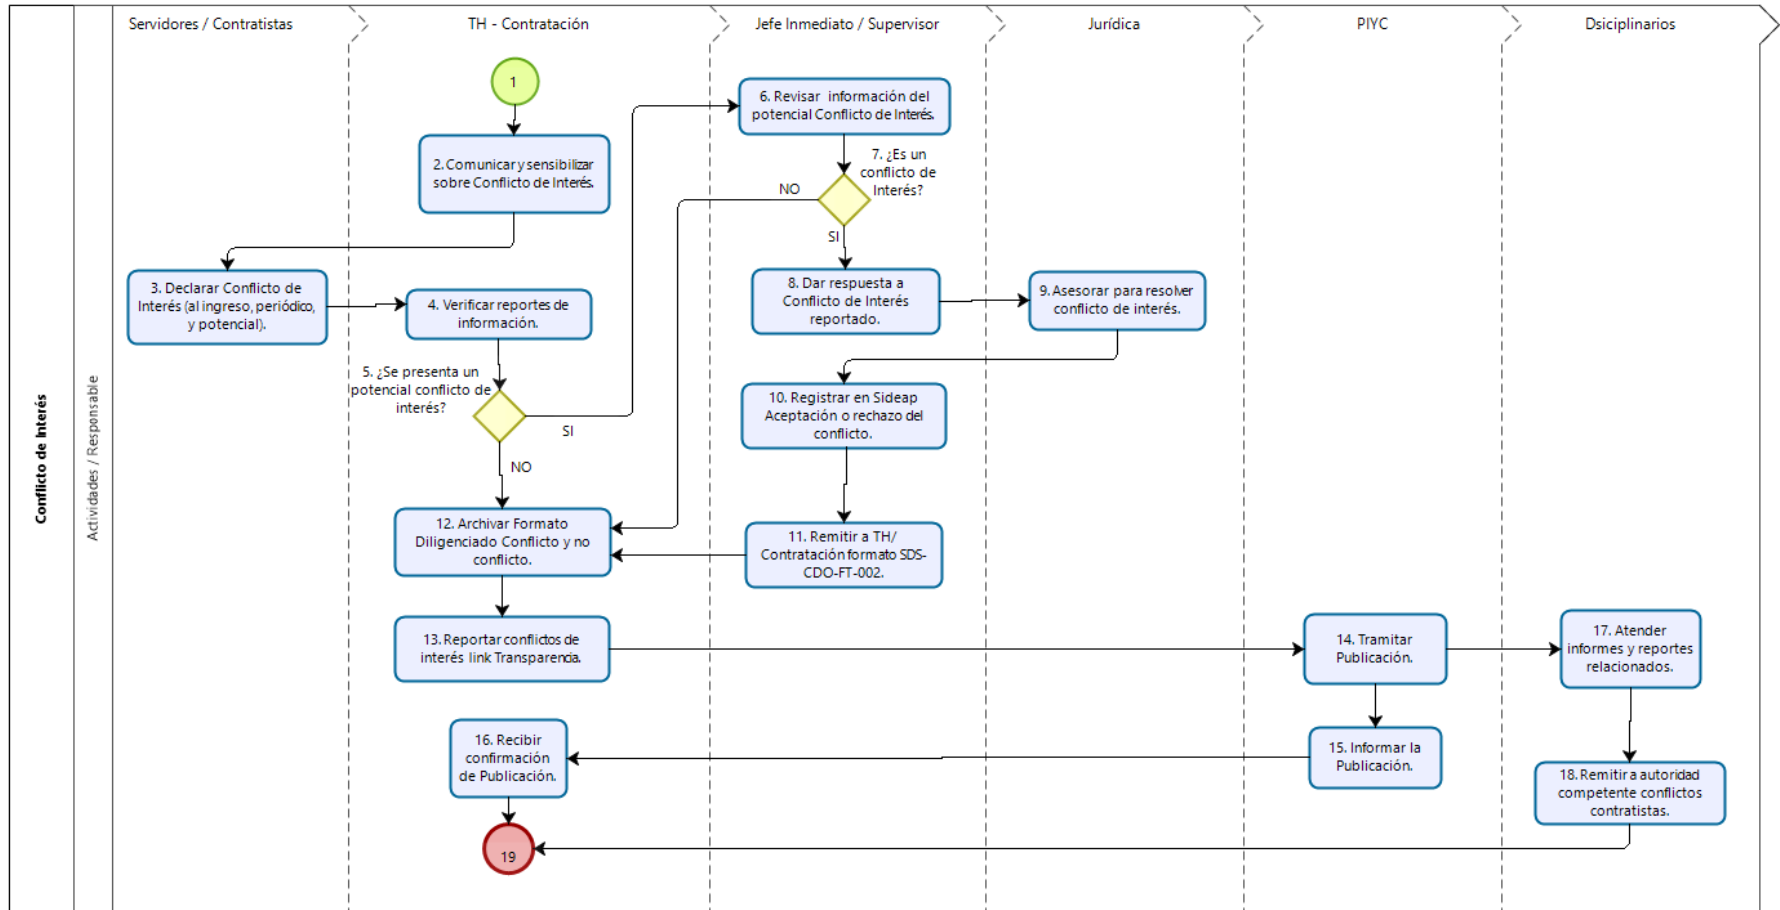 Servidores / Contratistas
TH - Contratación
Jefe Inmediato / Supervisor
Jurídica
PIYC
Dsiciplinarios
Conflicto de Interés
Actividades / Responsable
1
2. Comunicar y sensibilizar
sobre Conflicto de Interés.
3. Declarar Conflicto de
Interés (al ingreso, periódico,
y potencial).
4. Verificar reportes de
información.
5. ¿Se presenta un
potencial conflicto de
interés?
SI
NO
6. Revisar información del
potencial Conflicto de Interés.
7. ¿Es un
conflicto de
Interés?
NO
SI
8. Dar respuesta a
Conflicto de Interés
reportado.
9. Asesorar para resolver
conflicto de interés.
10. Registrar en Sideap
Aceptación o rechazo del
conflicto.
11. Remitir a TH/
Contratación formato SDS-
CDO-FT-002.
12. Archivar Formato
Diligenciado Conflicto y no
conflicto.
13. Reportar conflictos de
interés link Transparencia.
14. Tramitar
Publicación.
15. Informar la
Publicación.
16. Recibir
confirmación
de Publicación.
17. Atender
informes y reportes
relacionados.
18. Remitir a autoridad
competente conflictos
contratistas.
19